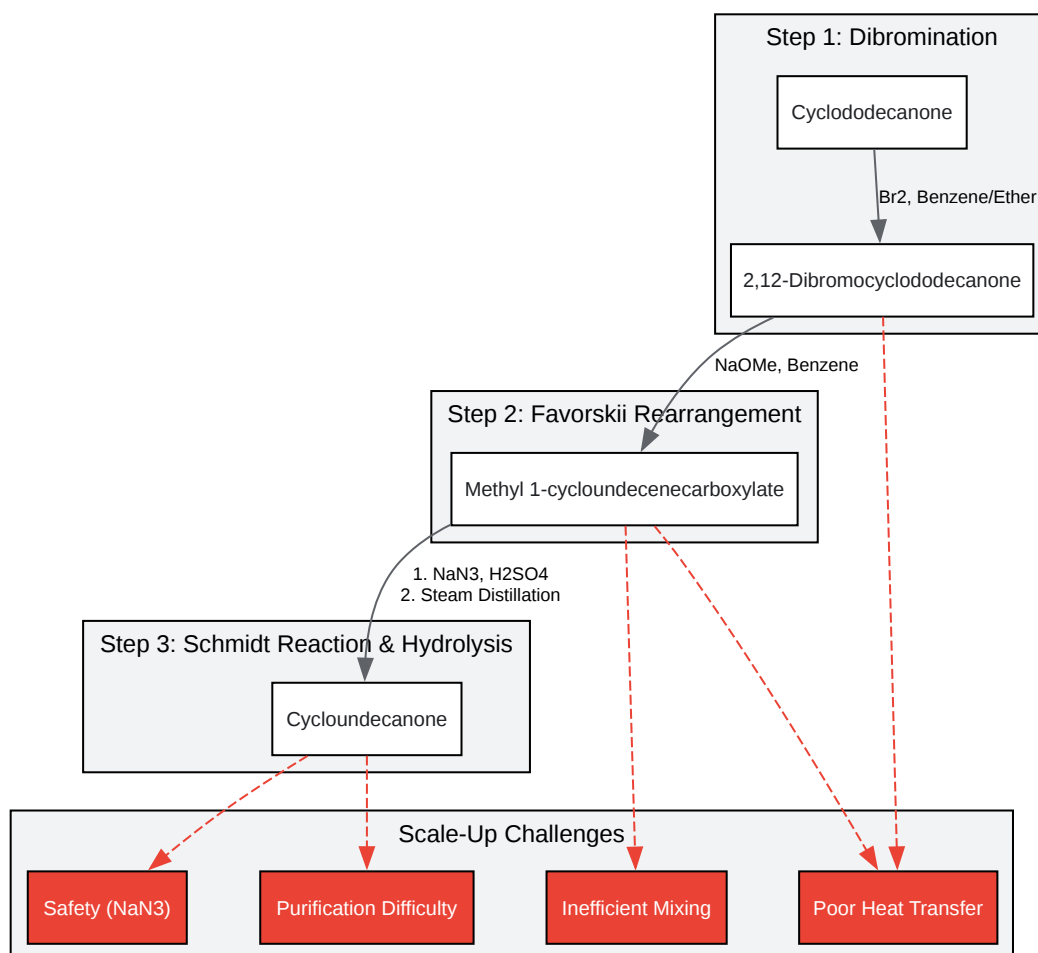 Step 1: Dibromination
Cyclododecanone
Br2, Benzene/Ether
2,12-Dibromocyclododecanone
NaOMe, Benzene
Step 2: Favorskii Rearrangement
Methyl 1-cycloundecenecarboxylate
1. NaN3, H2SO4
2. Steam Distillation
Step 3: Schmidt Reaction & Hydrolysis
Cycloundecanone
Scale-Up Challenges
Safety (NaN3)
Purification Difficulty
Inefficient Mixing
Poor Heat Transfer